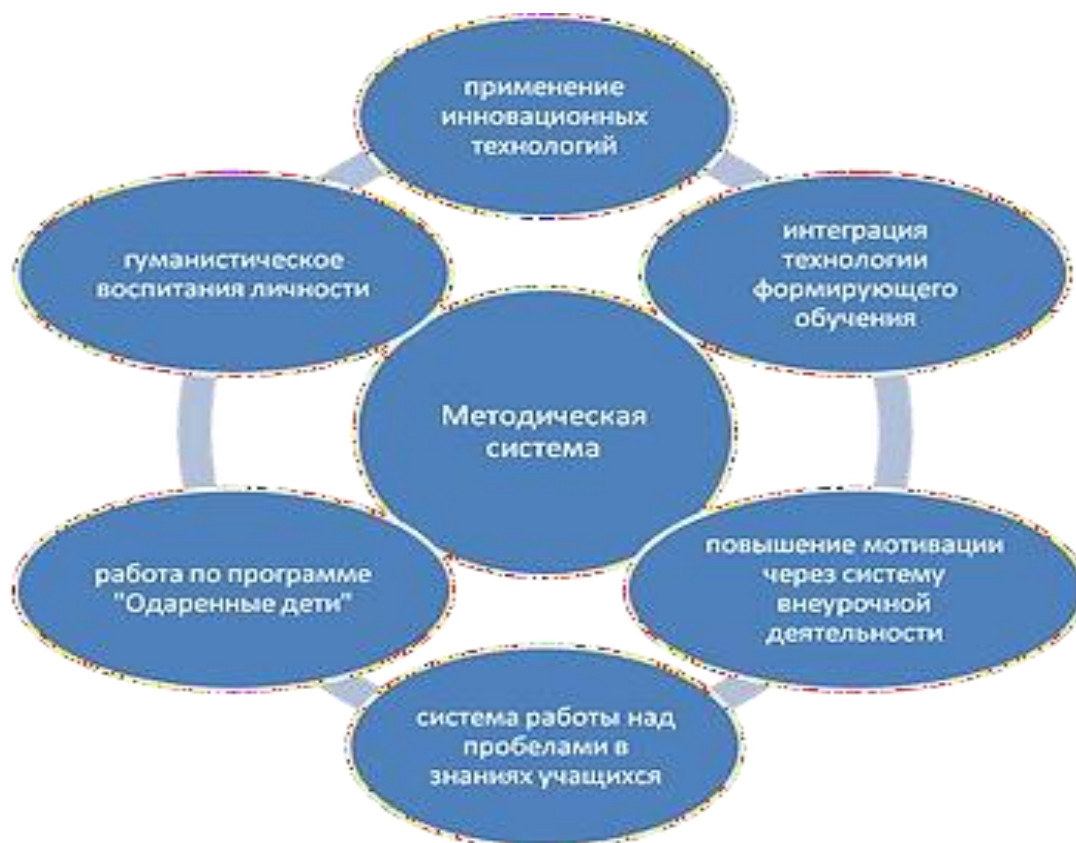 применение
инновационных
технологий
интеграция
технологии
формирующего
обучения
повышение мотивации
через систему
внеурочной
деятельности
система работы над
пробелами в
знаниях учащихся
работа по программе
"Одаренные дети"
гуманистическое
воспитания личности
Методическая
система